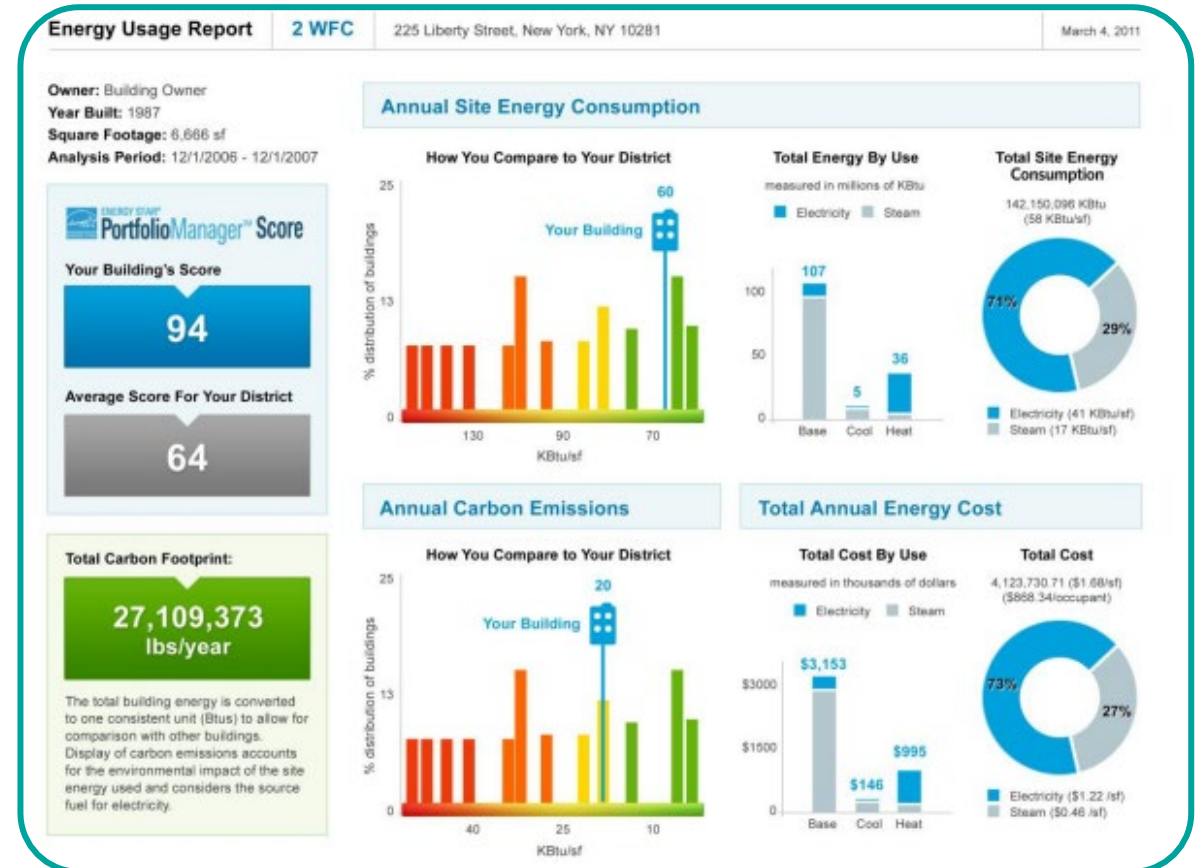 Energy Usage Report 2 WFC 225 Liberty Street, New York, NY 10281 March 4, 2011
Owner: Building Owner
Year Built: 1987
Square Footage: 6,666 sf
Analysis Period: 12/1/2006 - 12/1/2007
ENERGY STAR®
PortfolioManager™ Score
Your Building's Score
94
Average Score For Your District
64
Total Carbon Footprint:
27,109,373
lbs/year
The total building energy is converted
to one consistent unit (Btus) to allow for
comparison with other buildings.
Display of carbon emissions accounts
for the environmental impact of the site
energy used and considers the source
fuel for electricity.
Annual Site Energy Consumption
How You Compare to Your District
25
60
Your Building
% distribution of buildings
13
0
130 90 70
KBtu/sf
Total Energy By Use
measured in millions of KBtu
Electricity Steam
107
100
50
36
5
0
Base Cool Heat
Total Site Energy
Consumption
142,150,096 KBtu
(58 KBtu/sf)
71%
29%
Electricity (41 KBtu/sf)
Steam (17 KBtu/sf)
Annual Carbon Emissions
How You Compare to Your District
25
20
Your Building
% distribution of buildings
13
0
40 25 10
KBtu/sf
Total Annual Energy Cost
Total Cost By Use
measured in thousands of dollars
Electricity Steam
$3,153
$3000
$1500
$995
$146
0
Base Cool Heat
Total Cost
4,123,730.71 ($1.68/sf)
($868.34/occupant)
73%
27%
Electricity ($1.22 /sf)
Steam ($0.46 /sf)